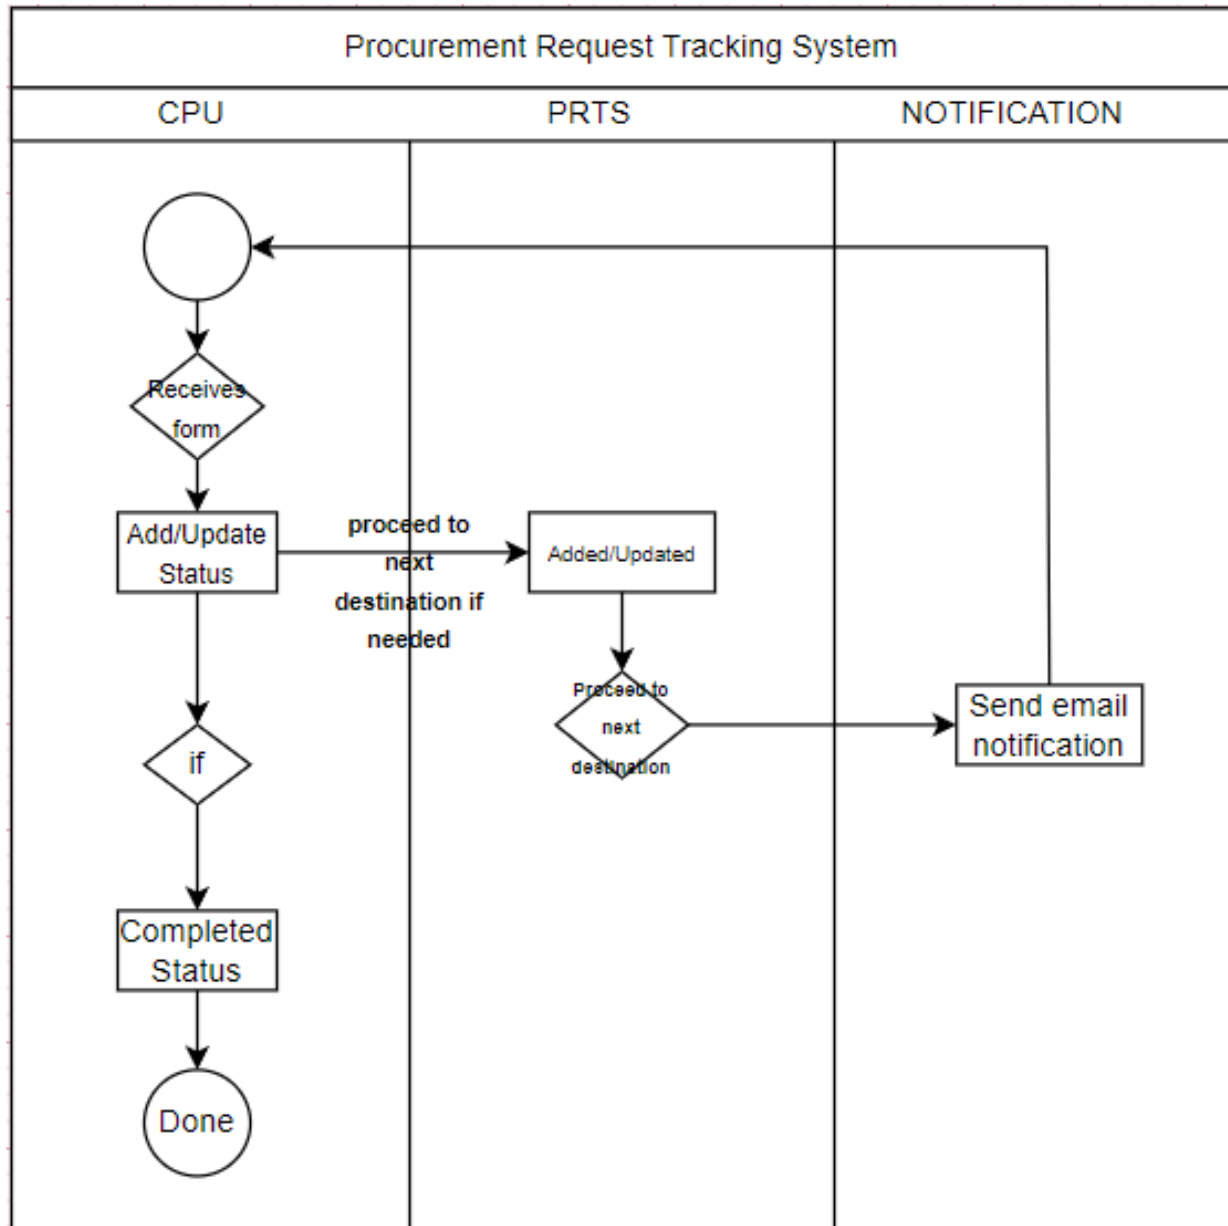 Procurement Request Tracking System
CPU
PRTS
NOTIFICATION
Receives
form
Add/Update
Status
proceed to
next
destination if
needed
Added/Updated
Proceed to
next
destination
Send email
notification
if
Completed
Status
Done